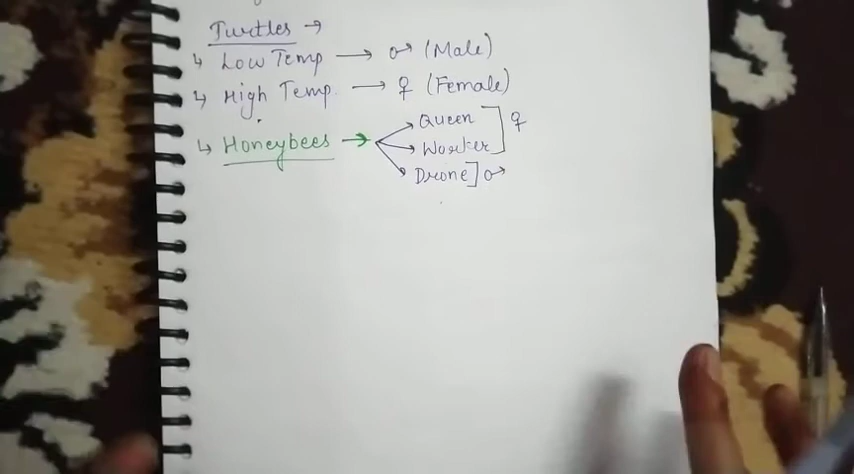 Turtles →
↳ Low Temp → ♂ (Male)
↳ High Temp. → ♀ (Female)
↳ Honeybees → Queen
Worker ] ♀
Drone ] ♂